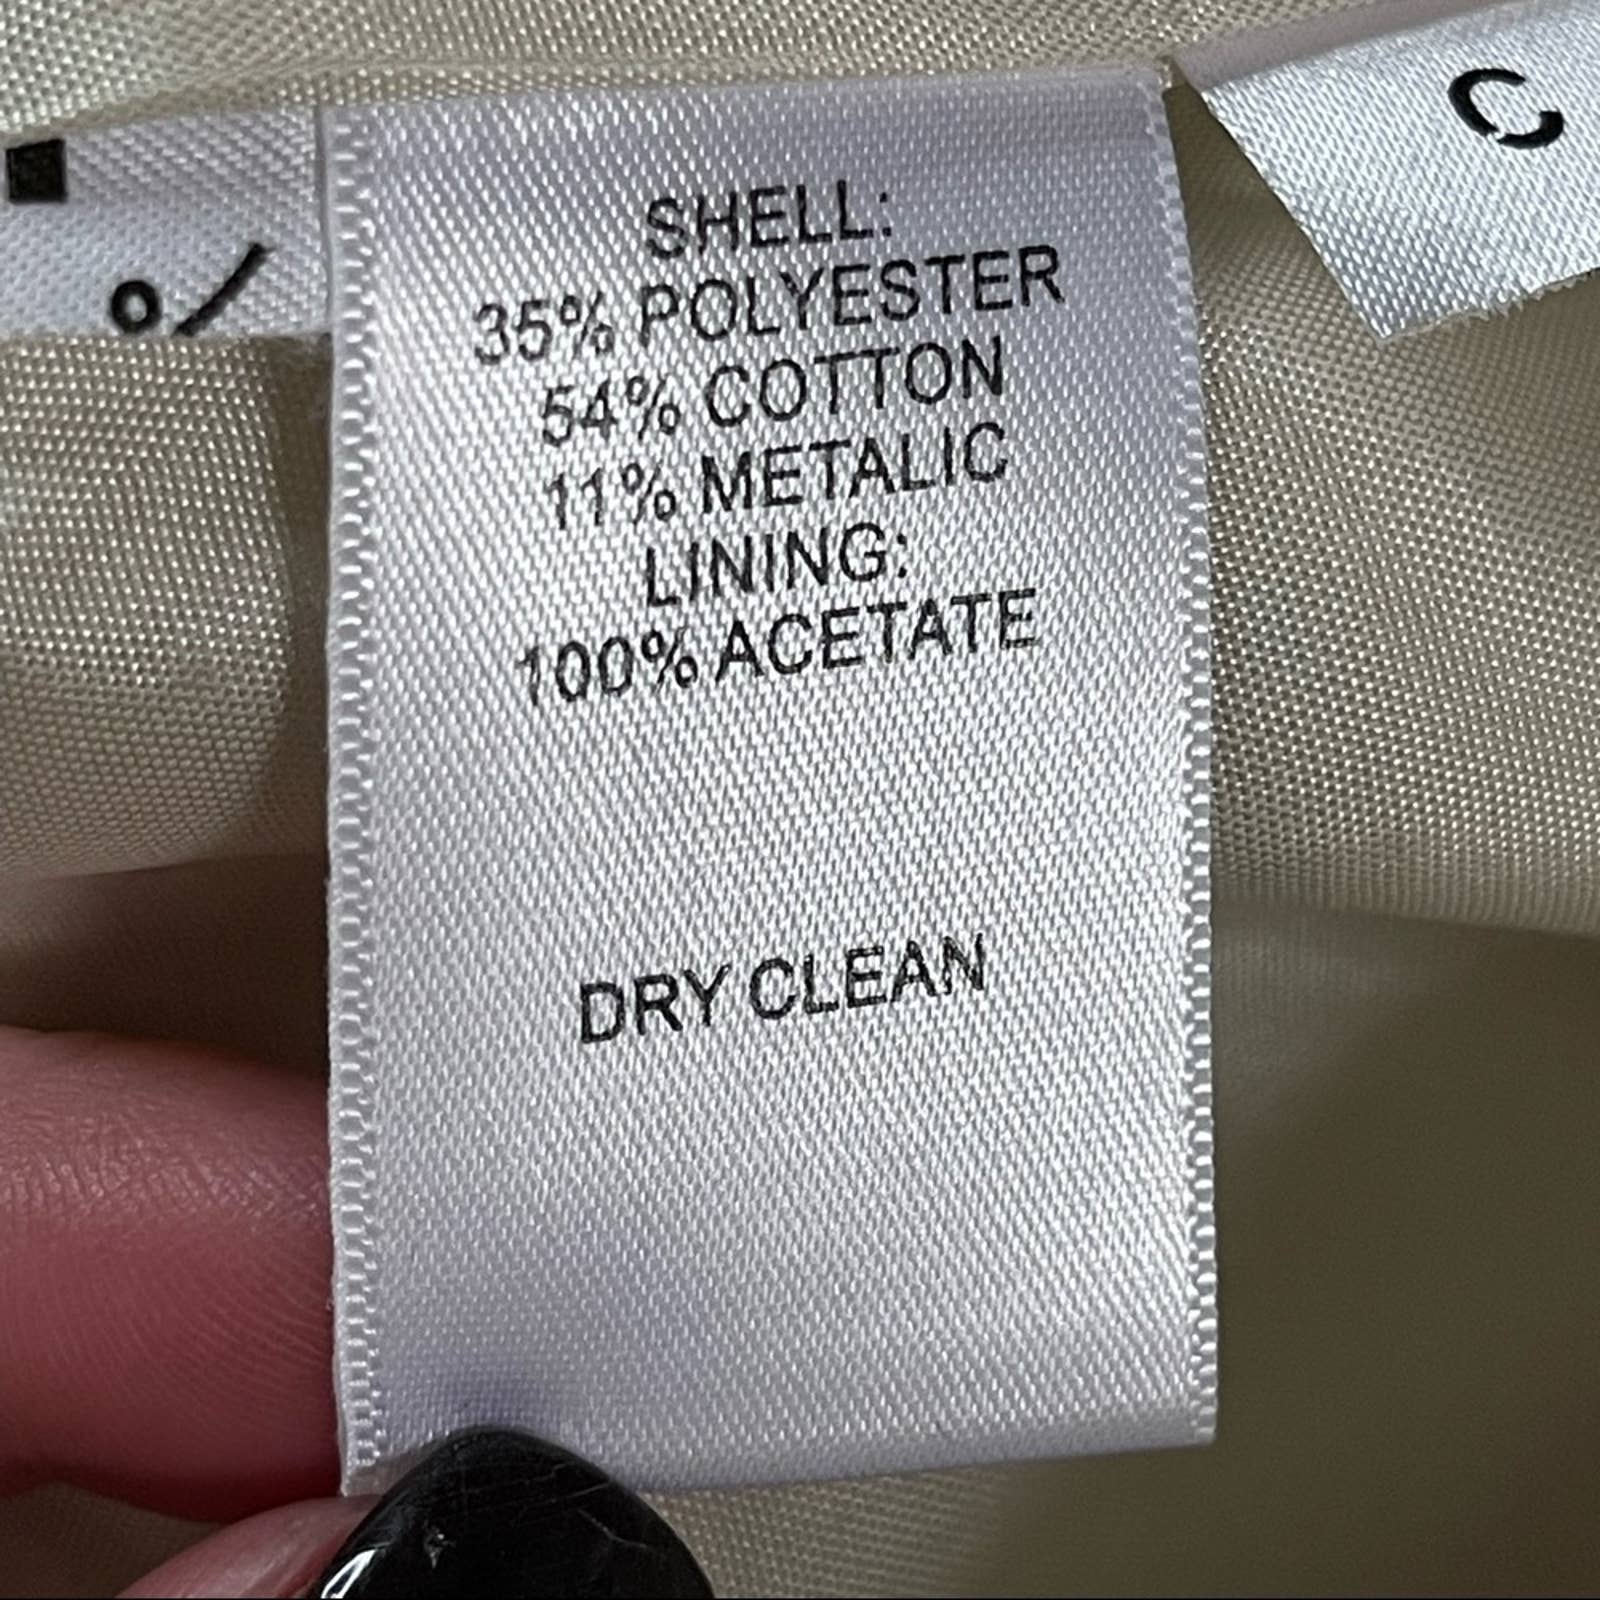 SHELL:
35% POLYESTER
54% COTTON
11% METALIC
LINING:
100% ACETATE
DRY CLEAN